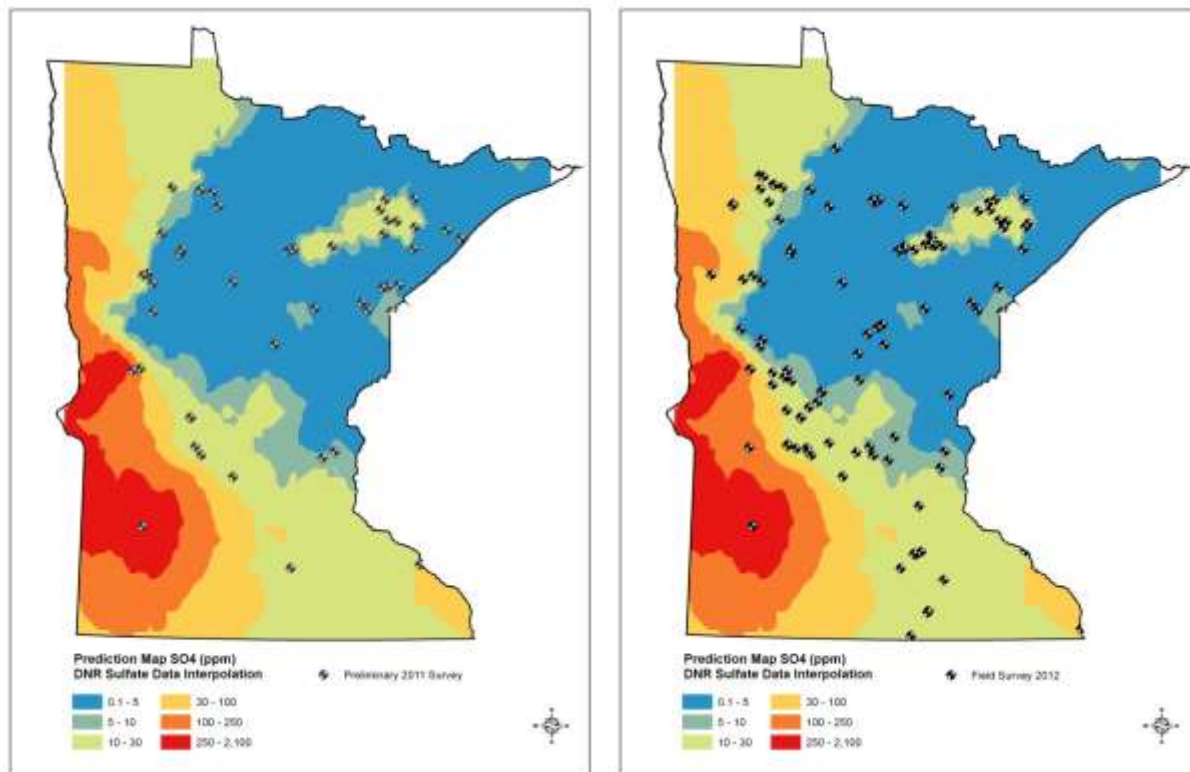 Prediction Map SO4 (ppm)
DNR Sulfate Data Interpolation
Preliminary 2011 Survey
0.1 - 5
30 - 100
5 - 10
100 - 250
10 - 30
250 - 2,100
Prediction Map SO4 (ppm)
DNR Sulfate Data Interpolation
Field Survey 2012
0.1 - 5
30 - 100
5 - 10
100 - 250
10 - 30
250 - 2,100